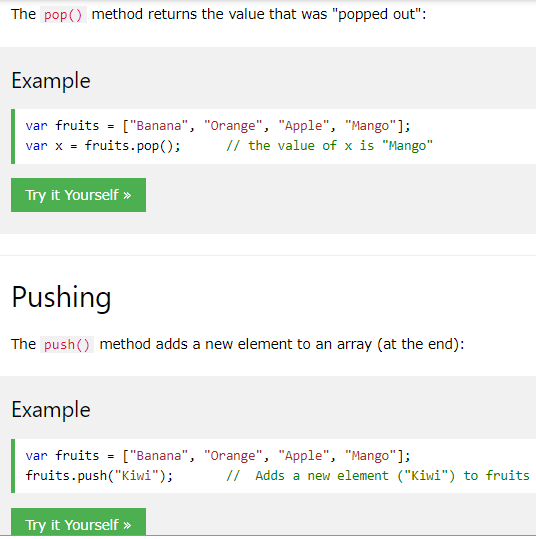 The pop() method returns the value that was "popped out":
Example
var fruits = ["Banana", "Orange", "Apple", "Mango"];
var x = fruits.pop();      // the value of x is "Mango"
Try it Yourself »
Pushing
The push() method adds a new element to an array (at the end):
Example
var fruits = ["Banana", "Orange", "Apple", "Mango"];
fruits.push("Kiwi");       //  Adds a new element ("Kiwi") to fruits
Try it Yourself »